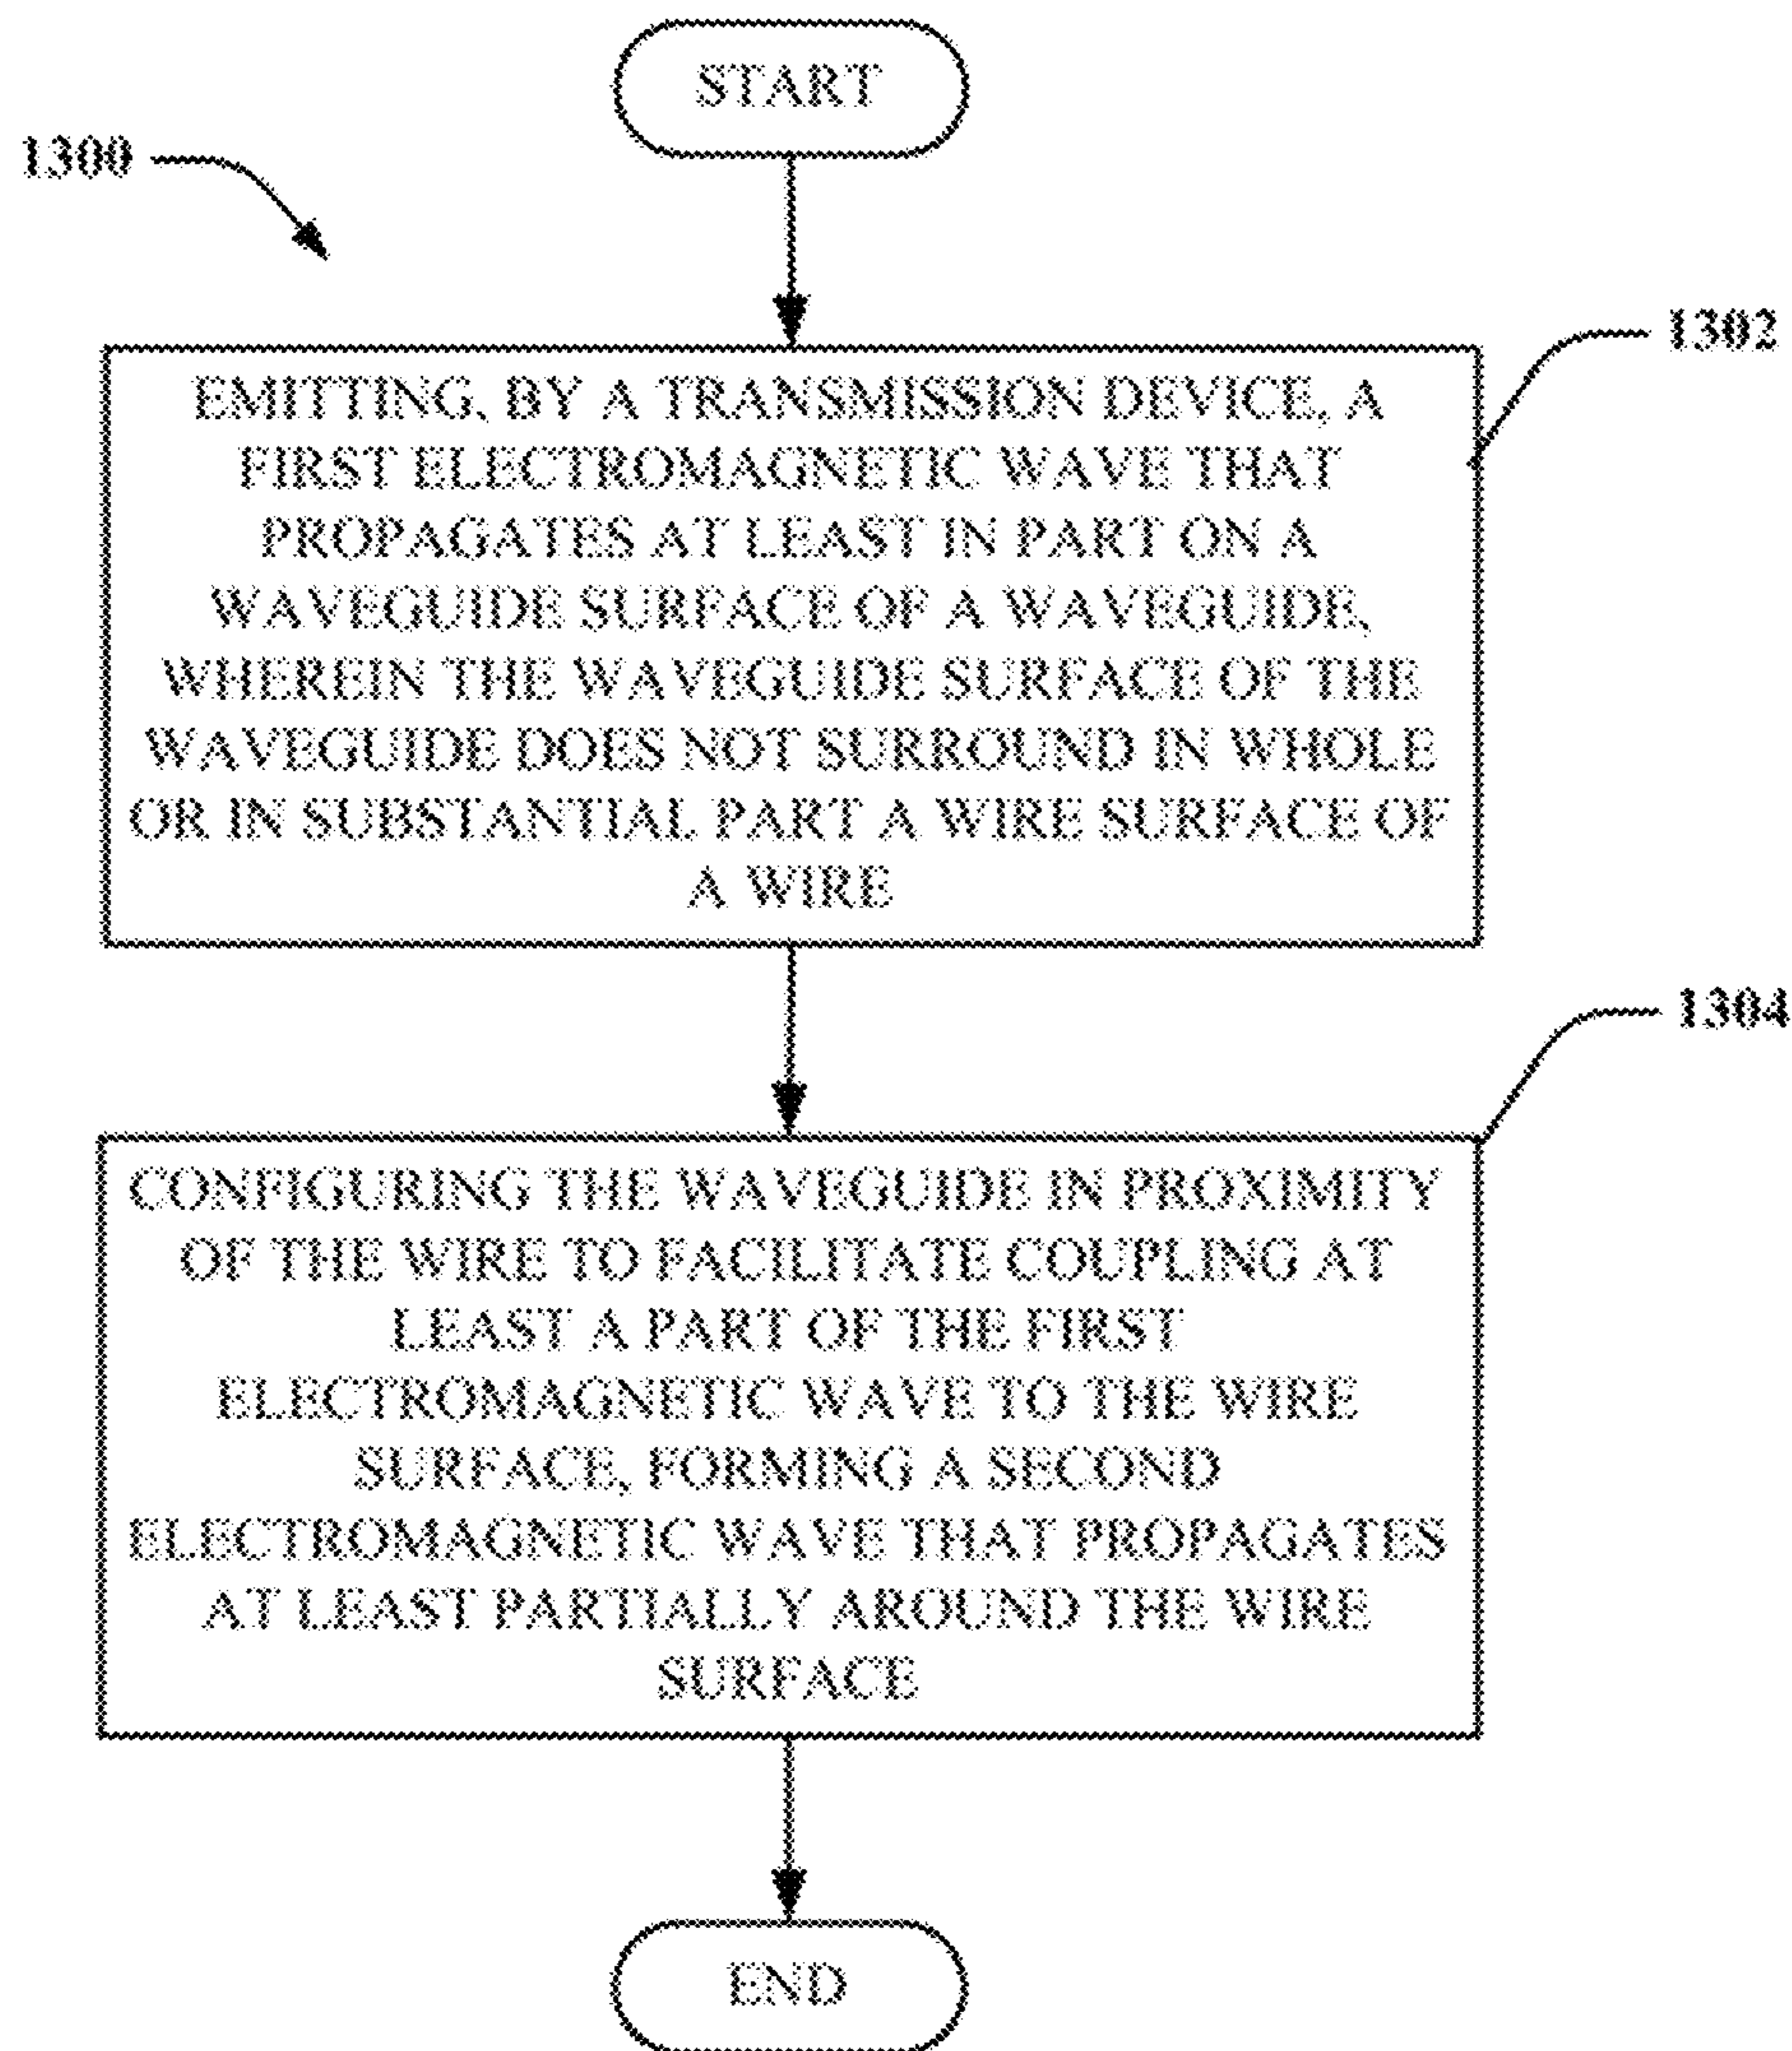 START
1300
1302
EMITTING, BY A TRANSMISSION DEVICE, A
FIRST ELECTROMAGNETIC WAVE THAT
PROPAGATES AT LEAST IN PART ON A
WAVEGUIDE SURFACE OF A WAVEGUIDE,
WHEREIN THE WAVEGUIDE SURFACE OF THE
WAVEGUIDE DOES NOT SURROUND IN WHOLE
OR IN SUBSTANTIAL PART A WIRE SURFACE OF
A WIRE
1304
CONFIGURING THE WAVEGUIDE IN PROXIMITY
OF THE WIRE TO FACILITATE COUPLING AT
LEAST A PART OF THE FIRST
ELECTROMAGNETIC WAVE TO THE WIRE
SURFACE, FORMING A SECOND
ELECTROMAGNETIC WAVE THAT PROPAGATES
AT LEAST PARTIALLY AROUND THE WIRE
SURFACE
END